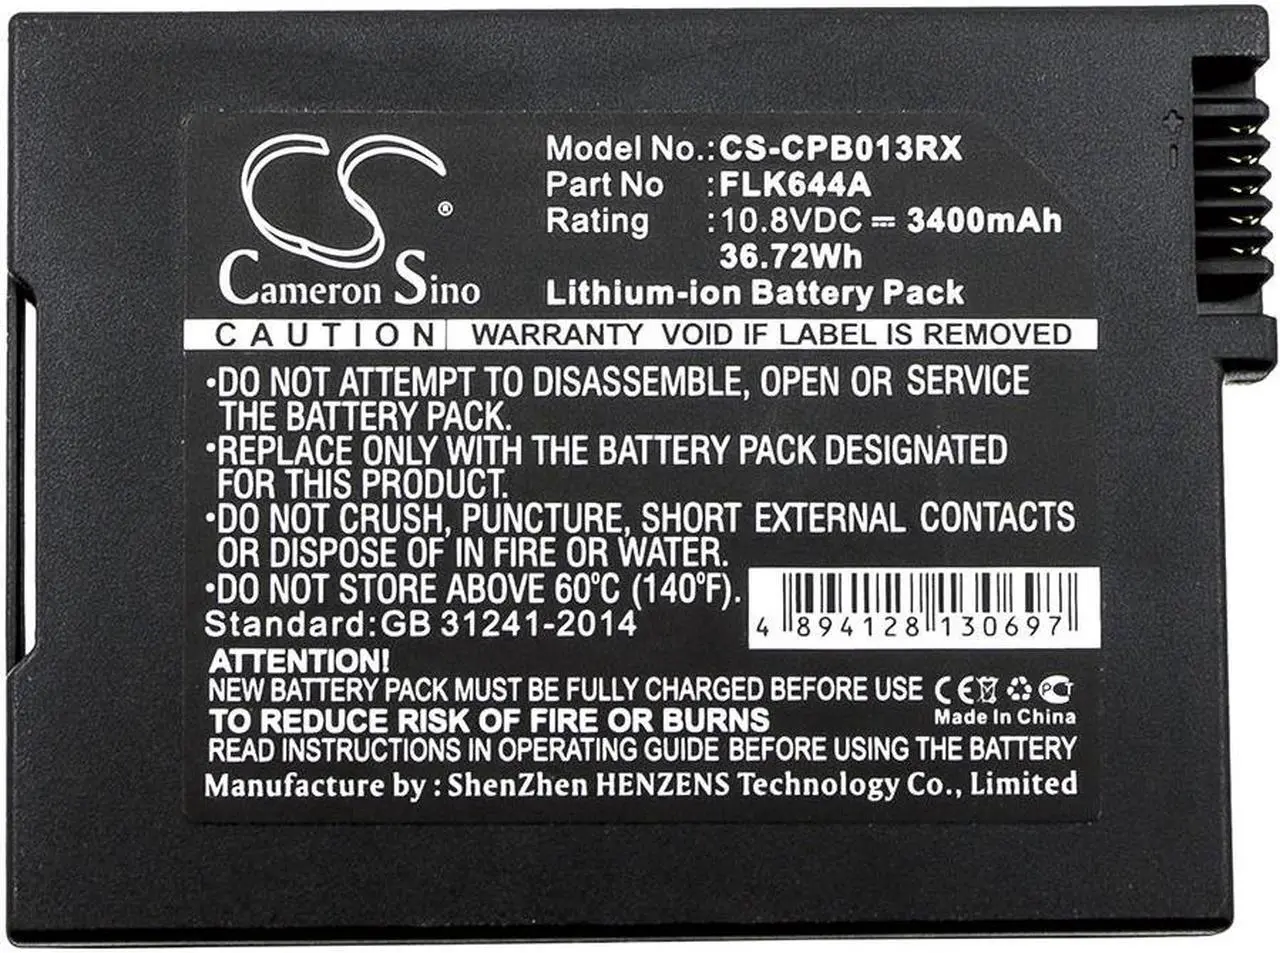 CS®
Cameron Sino
Model No.:CS-CPB013RX
Part No :FLK644A
Rating :10.8VDC ⎓ 3400mAh
36.72Wh
Lithium-ion Battery Pack
CAUTION WARRANTY VOID IF LABEL IS REMOVED
•DO NOT ATTEMPT TO DISASSEMBLE, OPEN OR SERVICE
THE BATTERY PACK.
•REPLACE ONLY WITH THE BATTERY PACK DESIGNATED
FOR THIS PRODUCT.
•DO NOT CRUSH, PUNCTURE, SHORT EXTERNAL CONTACTS
OR DISPOSE OF IN FIRE OR WATER.
•DO NOT STORE ABOVE 60ºC (140ºF).
4 894128 130697
Standard:GB 31241-2014
ATTENTION!
NEW BATTERY PACK MUST BE FULLY CHARGED BEFORE USE
CE PCT
TO REDUCE RISK OF FIRE OR BURNS
Made In China
READ INSTRUCTIONS IN OPERATING GUIDE BEFORE USING THE BATTERY
Manufacture by : ShenZhen HENZENS Technology Co., Limited
+
-